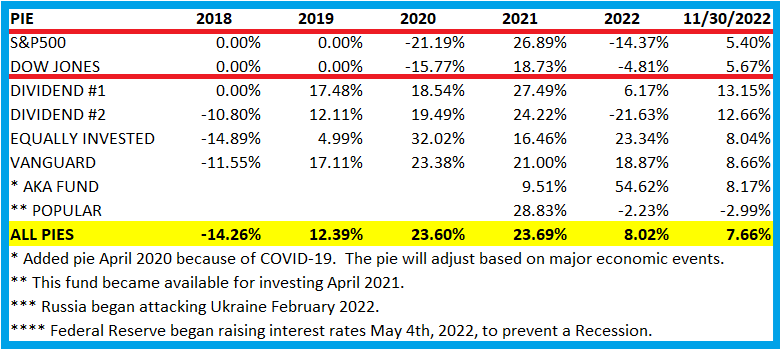 PIE 2018 2019 2020 2021 2022 11/30/2022
S&P500 0.00% 0.00% -21.19% 26.89% -14.37% 5.40%
DOW JONES 0.00% 0.00% -15.77% 18.73% -4.81% 5.67%
DIVIDEND #1 0.00% 17.48% 18.54% 27.49% 6.17% 13.15%
DIVIDEND #2 -10.80% 12.11% 19.49% 24.22% -21.63% 12.66%
EQUALLY INVESTED -14.89% 4.99% 32.02% 16.46% 23.34% 8.04%
VANGUARD -11.55% 17.11% 23.38% 21.00% 18.87% 8.66%
* AKA FUND 9.51% 54.62% 8.17%
** POPULAR 28.83% -2.23% -2.99%
ALL PIES -14.26% 12.39% 23.60% 23.69% 8.02% 7.66%
* Added pie April 2020 because of COVID-19. The pie will adjust based on major economic events.
** This fund became available for investing April 2021.
*** Russia began attacking Ukraine February 2022.
**** Federal Reserve began raising interest rates May 4th, 2022, to prevent a Recession.